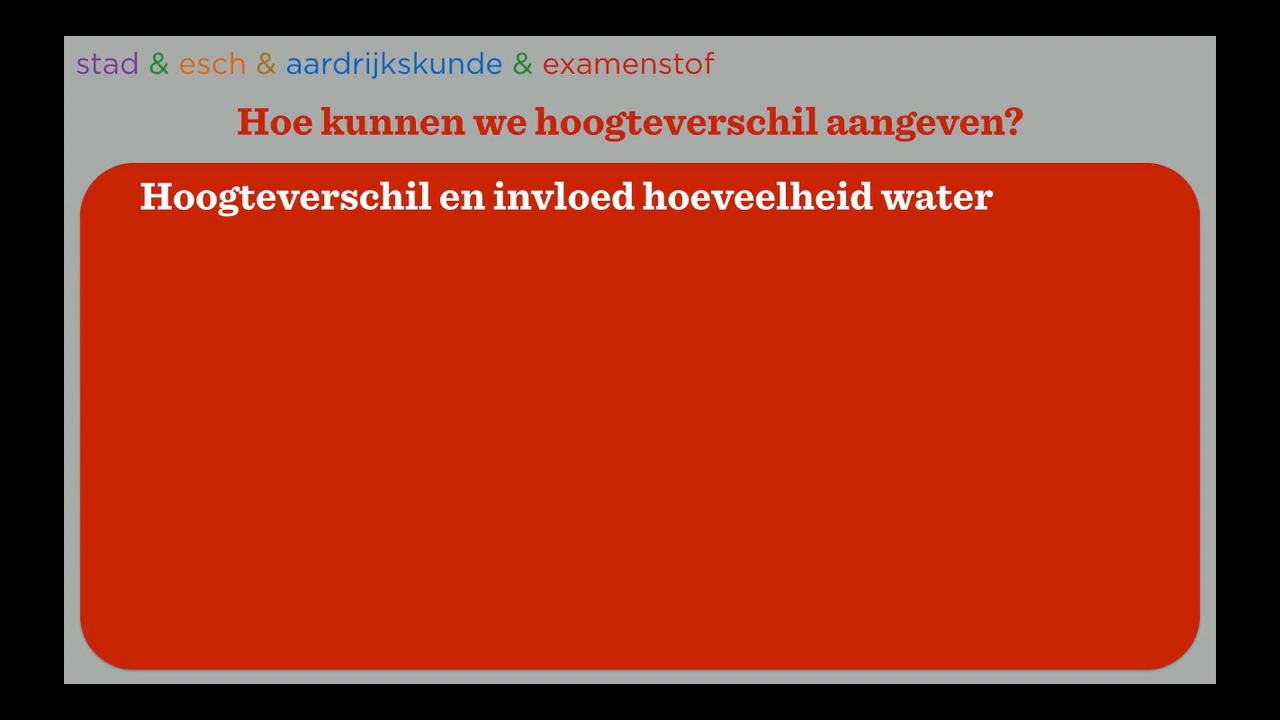 stad & esch & aardrijkskunde & examenstof
Hoe kunnen we hoogteverschil aangeven?
Hoogteverschil en invloed hoeveelheid water